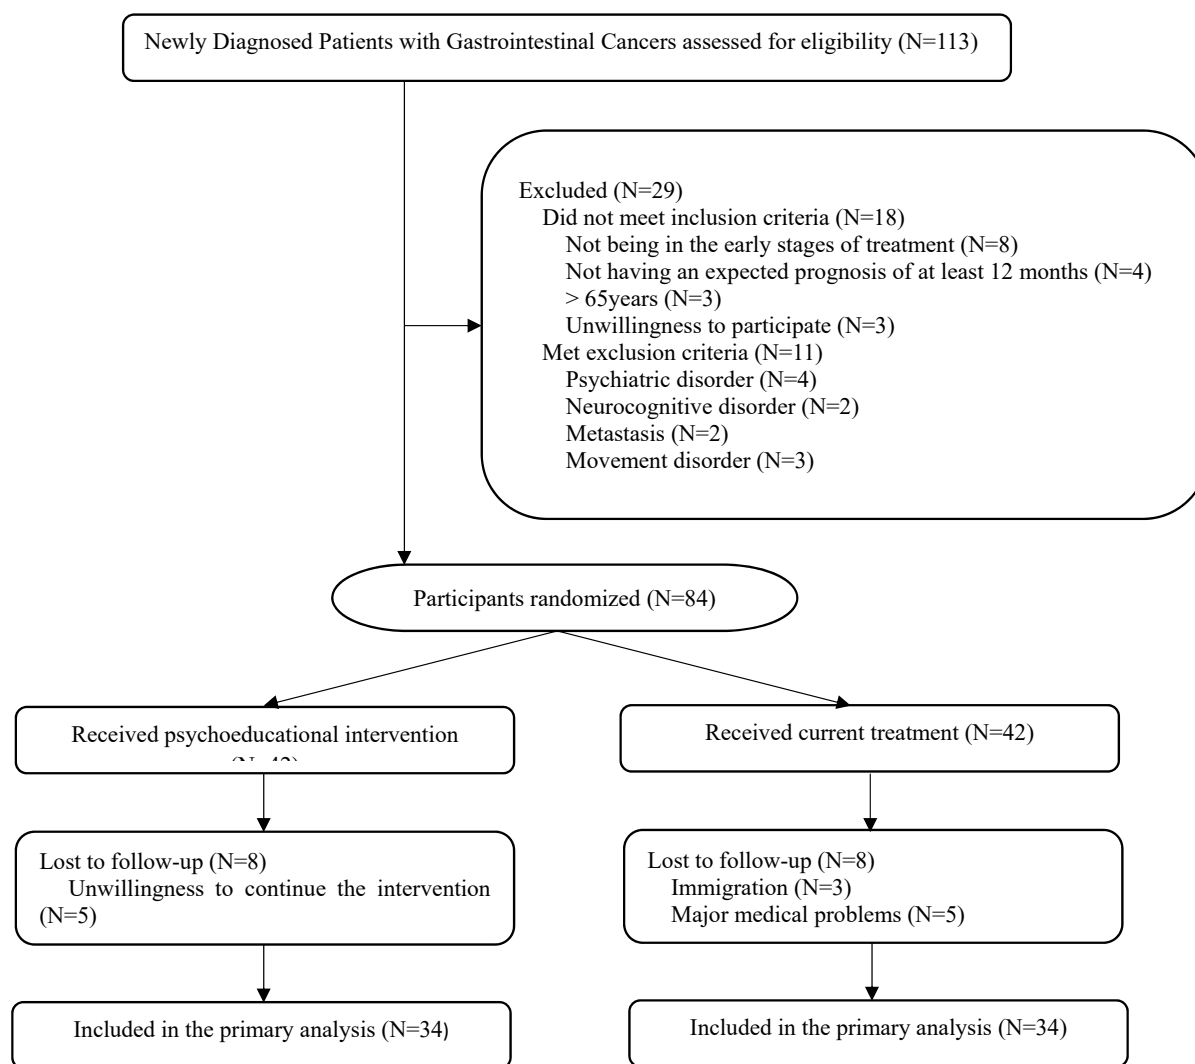 Newly Diagnosed Patients with Gastrointestinal Cancers assessed for eligibility (N=113)
Excluded (N=29)
Did not meet inclusion criteria (N=18)
Not being in the early stages of treatment (N=8)
Not having an expected prognosis of at least 12 months (N=4)
> 65years (N=3)
Unwillingness to participate (N=3)
Met exclusion criteria (N=11)
Psychiatric disorder (N=4)
Neurocognitive disorder (N=2)
Metastasis (N=2)
Movement disorder (N=3)
Participants randomized (N=84)
Received psychoeducational intervention
Received current treatment (N=42)
Lost to follow-up (N=8)
Unwillingness to continue the intervention
(N=5)
Lost to follow-up (N=8)
Immigration (N=3)
Major medical problems (N=5)
Included in the primary analysis (N=34)
Included in the primary analysis (N=34)